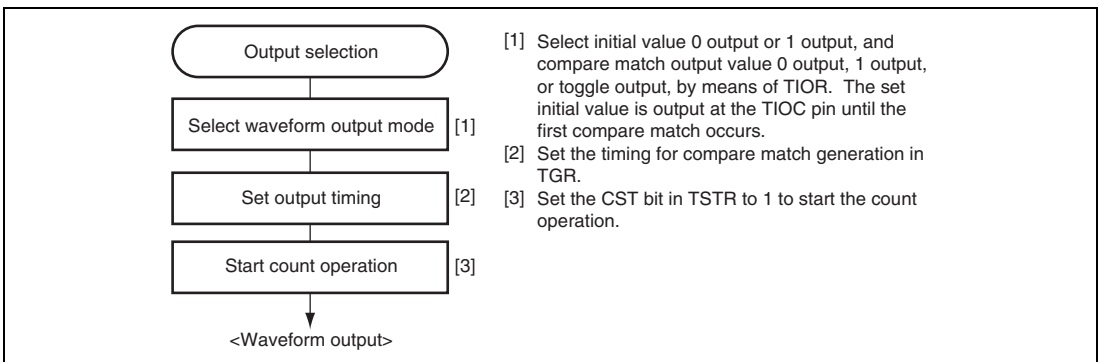 Output selection
Select waveform output mode [1]
Set output timing [2]
Start count operation [3]
<Waveform output>
[1] Select initial value 0 output or 1 output, and
compare match output value 0 output, 1 output,
or toggle output, by means of TIOR. The set
initial value is output at the TIOC pin until the
first compare match occurs.
[2] Set the timing for compare match generation in
TGR.
[3] Set the CST bit in TSTR to 1 to start the count
operation.